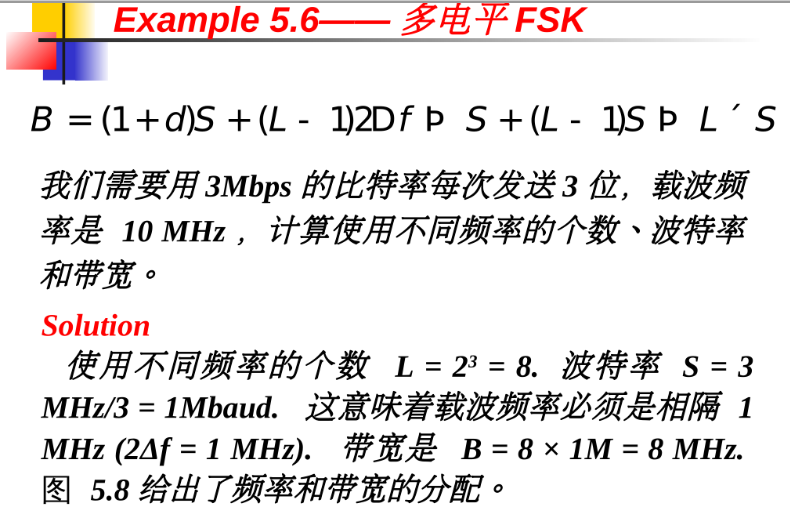 Example 5.6—— 多电平 FSK
B = (1+d)S + (L - 1)2Df Þ S + (L - 1)S Þ L ´ S
我们需要用 3Mbps 的比特率每次发送 3 位，载波频
率是 10 MHz ，计算使用不同频率的个数、波特率
和带宽。
Solution
使用不同频率的个数 L = 2³ = 8. 波特率 S = 3
MHz/3 = 1Mbaud. 这意味着载波频率必须是相隔 1
MHz (2Δf = 1 MHz). 带宽是 B = 8 × 1M = 8 MHz.
图 5.8 给出了频率和带宽的分配。